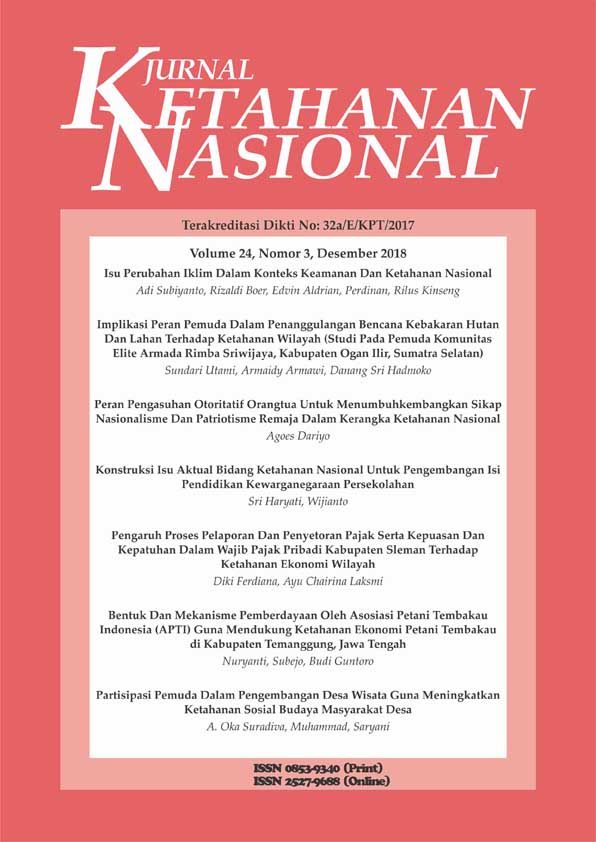 JURNAL
KETAHANAN
NASIONAL
Terakreditasi Dikti No: 32a/E/KPT/2017
Volume 24, Nomor 3, Desember 2018
Isu Perubahan Iklim Dalam Konteks Keamanan Dan Ketahanan Nasional
Adi Subiyanto, Rizaldi Boer, Edvin Aldrian, Perdinan, Rilus Kinseng
Implikasi Peran Pemuda Dalam Penanggulangan Bencana Kebakaran Hutan
Dan Lahan Terhadap Ketahanan Wilayah (Studi Pada Pemuda Komunitas
Elite Armada Rimba Sriwijaya, Kabupaten Ogan Ilir, Sumatra Selatan)
Sundari Utami, Armaidy Armawi, Danang Sri Hadmoko
Peran Pengasuhan Otoritatif Orangtua Untuk Menumbuhkembangkan Sikap
Nasionalisme Dan Patriotisme Remaja Dalam Kerangka Ketahanan Nasional
Agoes Dariyo
Konstruksi Isu Aktual Bidang Ketahanan Nasional Untuk Pengembangan Isi
Pendidikan Kewarganegaraan Persekolahan
Sri Haryati, Wijianto
Pengaruh Proses Pelaporan Dan Penyetoran Pajak Serta Kepuasan Dan
Kepatuhan Dalam Wajib Pajak Pribadi Kabupaten Sleman Terhadap
Ketahanan Ekonomi Wilayah
Diki Ferdiana, Ayu Chairina Laksmi
Bentuk Dan Mekanisme Pemberdayaan Oleh Asosiasi Petani Tembakau
Indonesia (APTI) Guna Mendukung Ketahanan Ekonomi Petani Tembakau
di Kabupaten Temanggung, Jawa Tengah
Nuryanti, Subejo, Budi Guntoro
Partisipasi Pemuda Dalam Pengembangan Desa Wisata Guna Meningkatkan
Ketahanan Sosial Budaya Masyarakat Desa
A. Oka Suradiva, Muhammad, Saryani
ISSN 0853-9340 (Print)
ISSN 2527-9688 (Online)